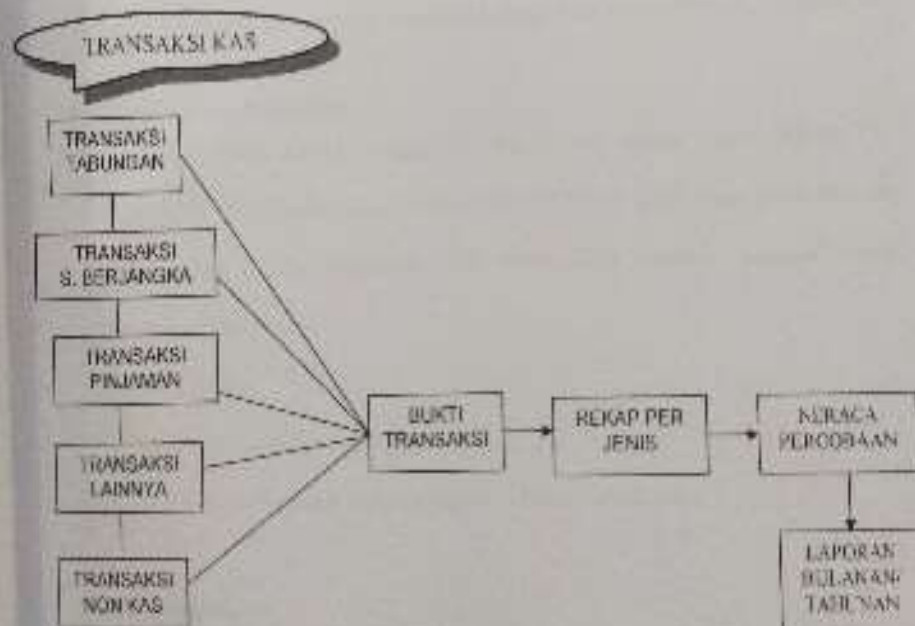 TRANSAKSI KAS
TRANSAKSI
TABUNGAN
TRANSAKSI
S. BERJANGKA
TRANSAKSI
PINJAMAN
TRANSAKSI
LAINNYA
TRANSAKSI
NON KAS
BUKTI
TRANSAKSI
REKAP PER
JENIS
NERACA
PERCOBAAN
LAPORAN
BULANAN/
TAHUNAN